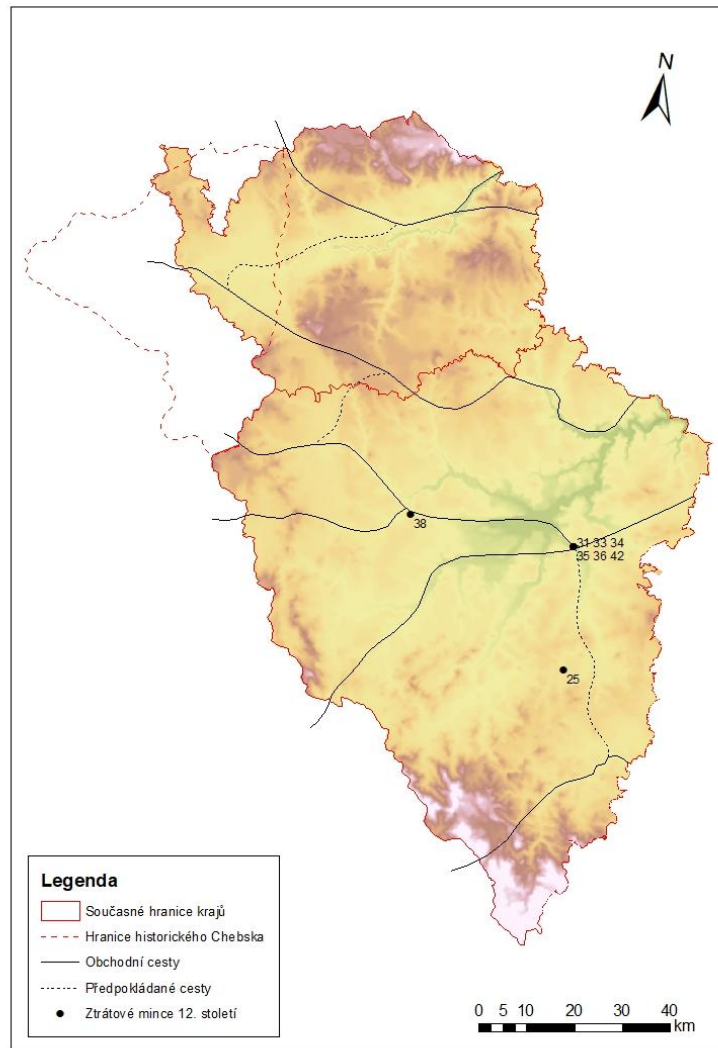 N
38
31 33 34
35 36 42
25
Legenda
Současné hranice krajů
Hranice historického Chebska
Obchodní cesty
Předpokládané cesty
Ztrátové mince 12. století
0 5 10 20 30 40
km